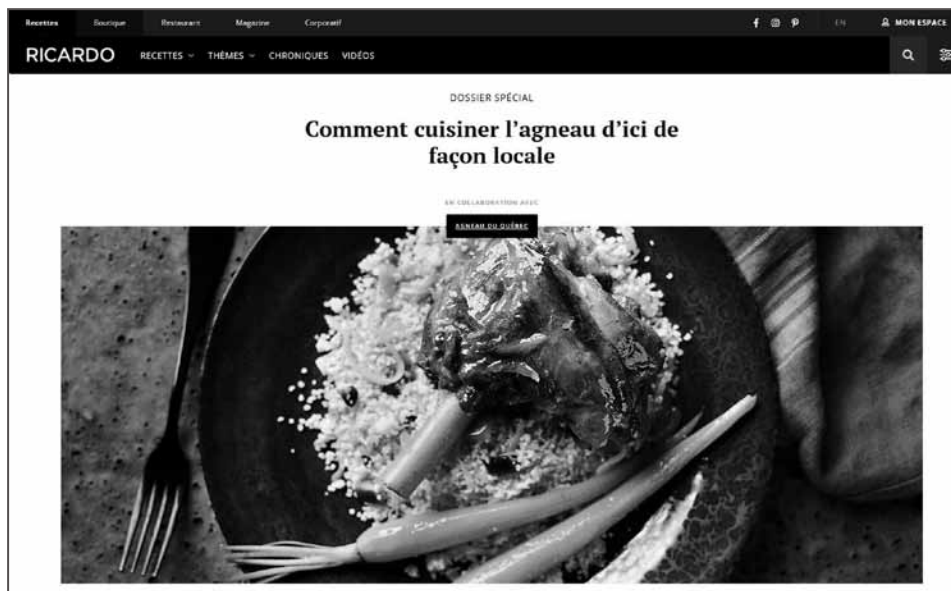 Recettes Boutique Restaurant Magazine Corporatif EN MON ESPACE
RICARDO RECETTES THÈMES CHRONIQUES VIDÉOS
DOSSIER SPÉCIAL
Comment cuisiner l’agneau d’ici de
façon locale
EN COLLABORATION AVEC
AGNEAU DU QUÉBEC